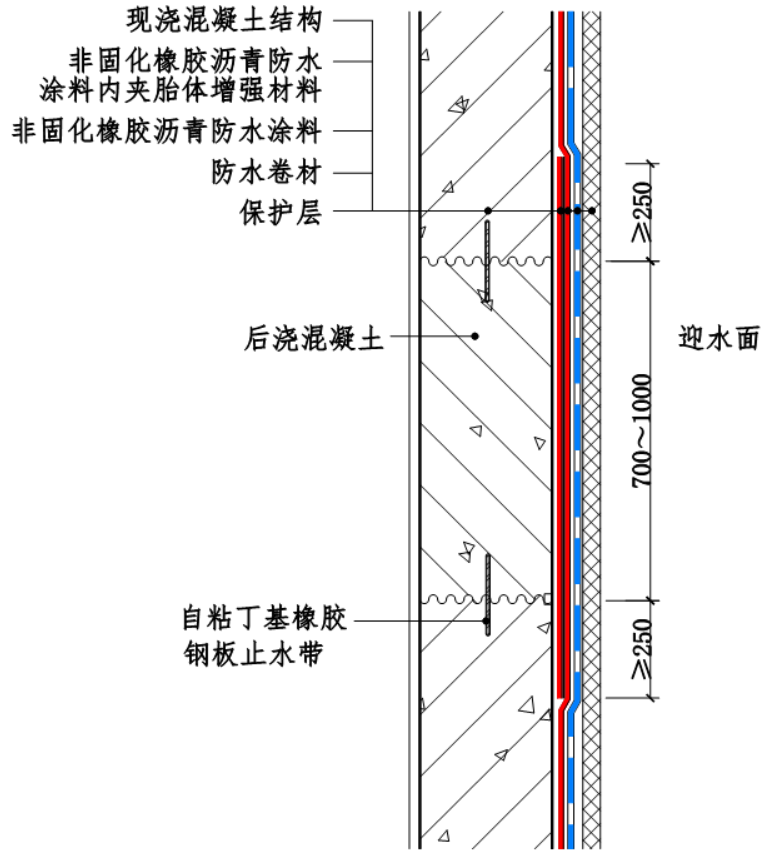 现浇混凝土结构
非固化橡胶沥青防水
涂料内夹胎体增强材料
非固化橡胶沥青防水涂料
防水卷材
保护层
≥250
后浇混凝土
迎水面
700～1000
自粘丁基橡胶
钢板止水带
≥250